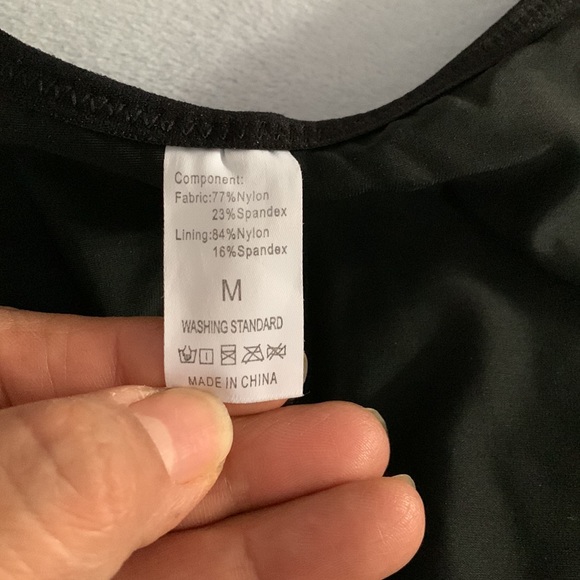 Component:
Fabric:77%Nylon
23%Spandex
Lining:84%Nylon
16%Spandex
M
WASHING STANDARD
MADE IN CHINA